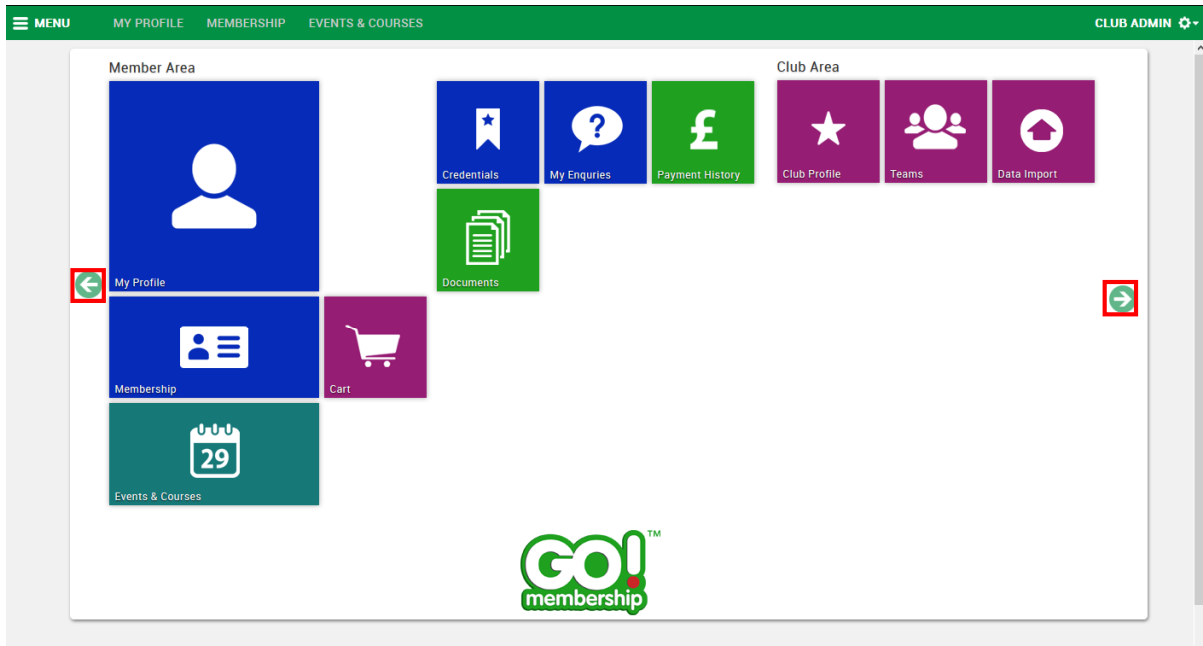 MENU MY PROFILE MEMBERSHIP EVENTS & COURSES CLUB ADMIN
Member Area
Club Area
?
£
Credentials
My Enquries
Payment History
Club Profile
Teams
Data Import
My Profile
Documents
Membership
Cart
29
Events & Courses
GO! TM
membership